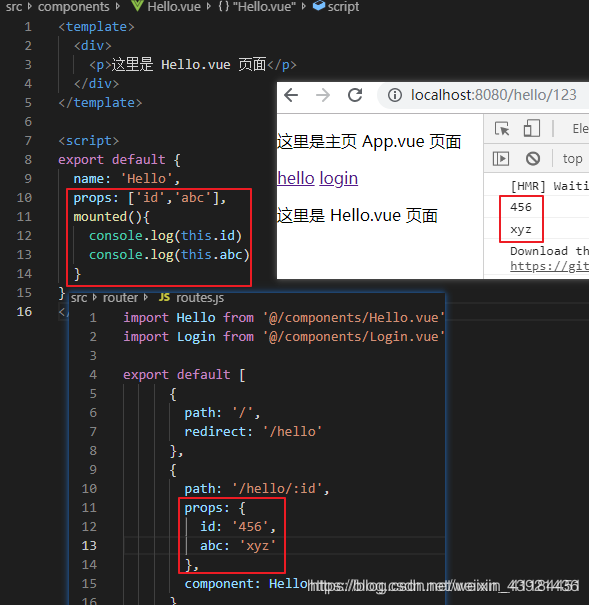 src > components > Hello.vue > {} "Hello.vue" > script
1 <template>
2 <div>
3 <p>这里是 Hello.vue 页面</p>
4 </div>
5 </template>
6
7 <script>
8 export default {
9 name: 'Hello',
10 props: ['id','abc'],
11 mounted(){
12 console.log(this.id)
13 console.log(this.abc)
14 }
15 }
16 </
localhost:8080/hello/123
这里是主页 App.vue 页面
hello login
这里是 Hello.vue 页面
Ele
top
[HMR] Waiti
456
xyz
Download th
https://git
src > router > JS routes.js
1 import Hello from '@/components/Hello.vue'
2 import Login from '@/components/Login.vue'
3
4 export default [
5 {
6 path: '/',
7 redirect: '/hello'
8 },
9 {
10 path: '/hello/:id',
11 props: {
12 id: '456',
13 abc: 'xyz'
14 },
15 component: Hello
16 }